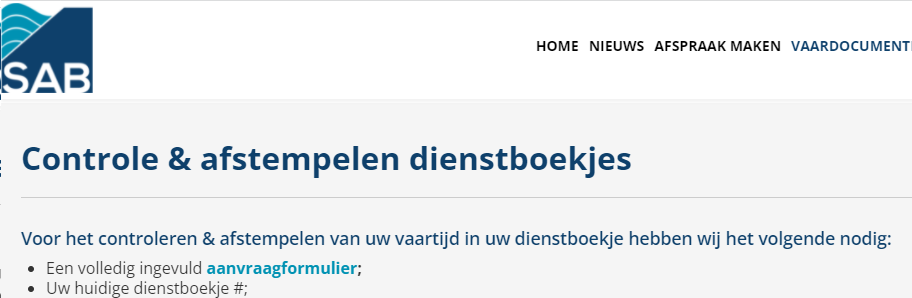 SAB
HOME NIEUWS AFSPRAAK MAKEN VAARDOCUMENT
Controle & afstempelen dienstboekjes
Voor het controleren & afstempelen van uw vaartijd in uw dienstboekje hebben wij het volgende nodig:
Een volledig ingevuld aanvraagformulier;
Uw huidige dienstboekje #;